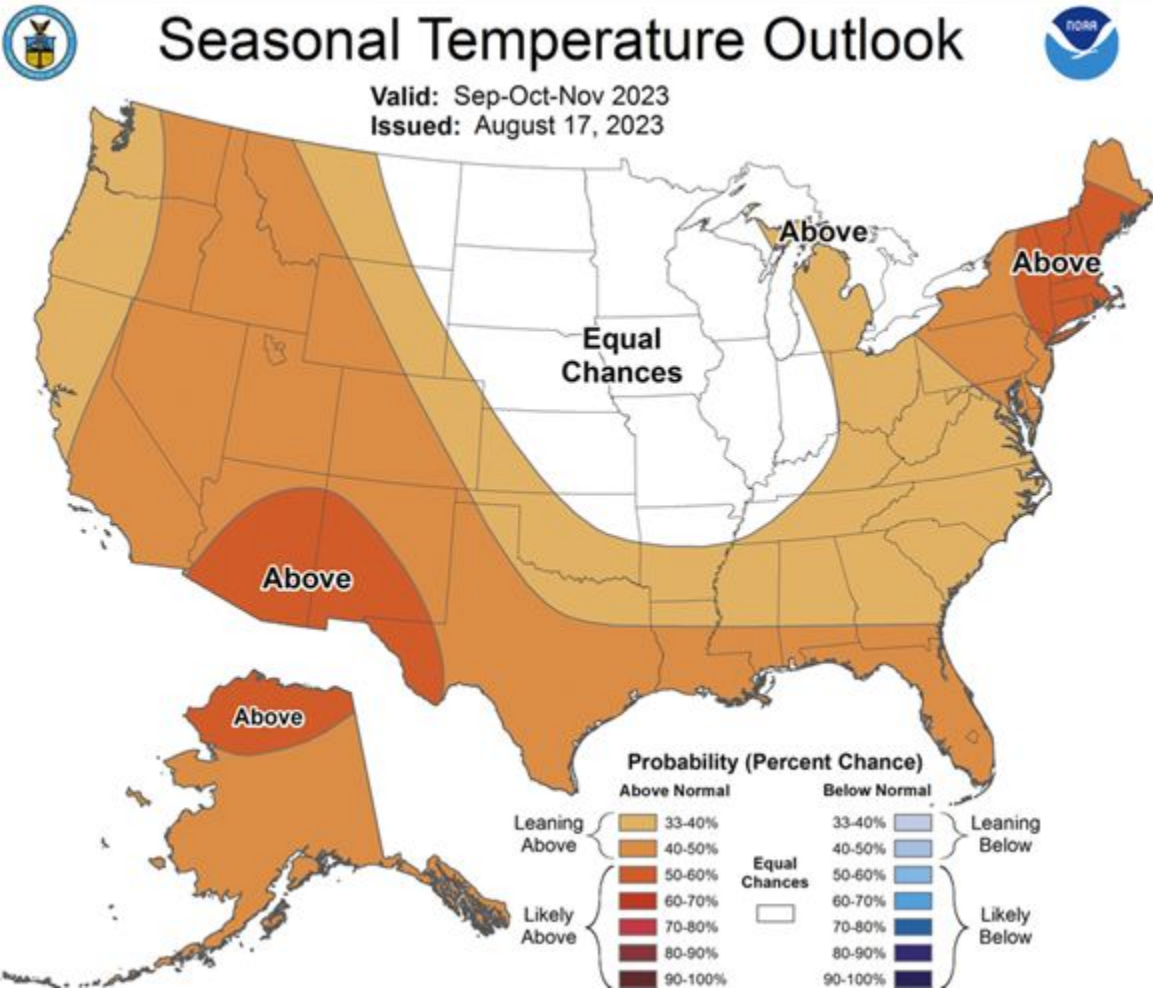 Seasonal Temperature Outlook
NOAA
Valid: Sep-Oct-Nov 2023
Issued: August 17, 2023
Above
Above
Equal
Chances
Above
Above
Probability (Percent Chance)
Above Normal
Below Normal
Leaning
Above
33-40%
40-50%
Likely
Above
50-60%
60-70%
70-80%
80-90%
90-100%
Equal
Chances
33-40%
40-50%
Leaning
Below
50-60%
60-70%
70-80%
80-90%
90-100%
Likely
Below